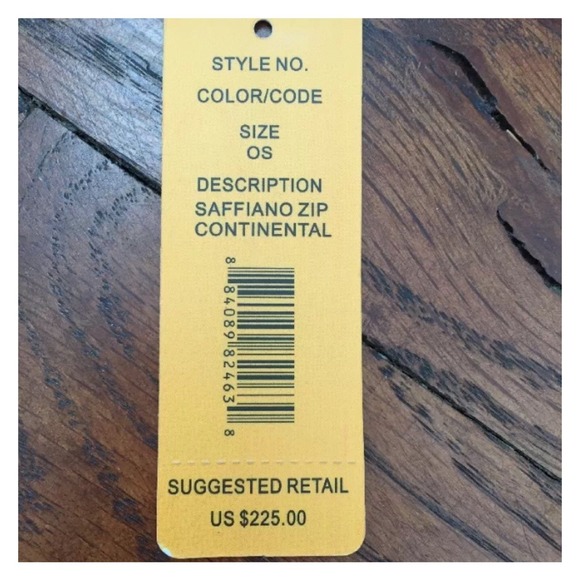 STYLE NO.
COLOR/CODE
SIZE
OS
DESCRIPTION
SAFFIANO ZIP
CONTINENTAL
8 84089 82463 8
SUGGESTED RETAIL
US $225.00